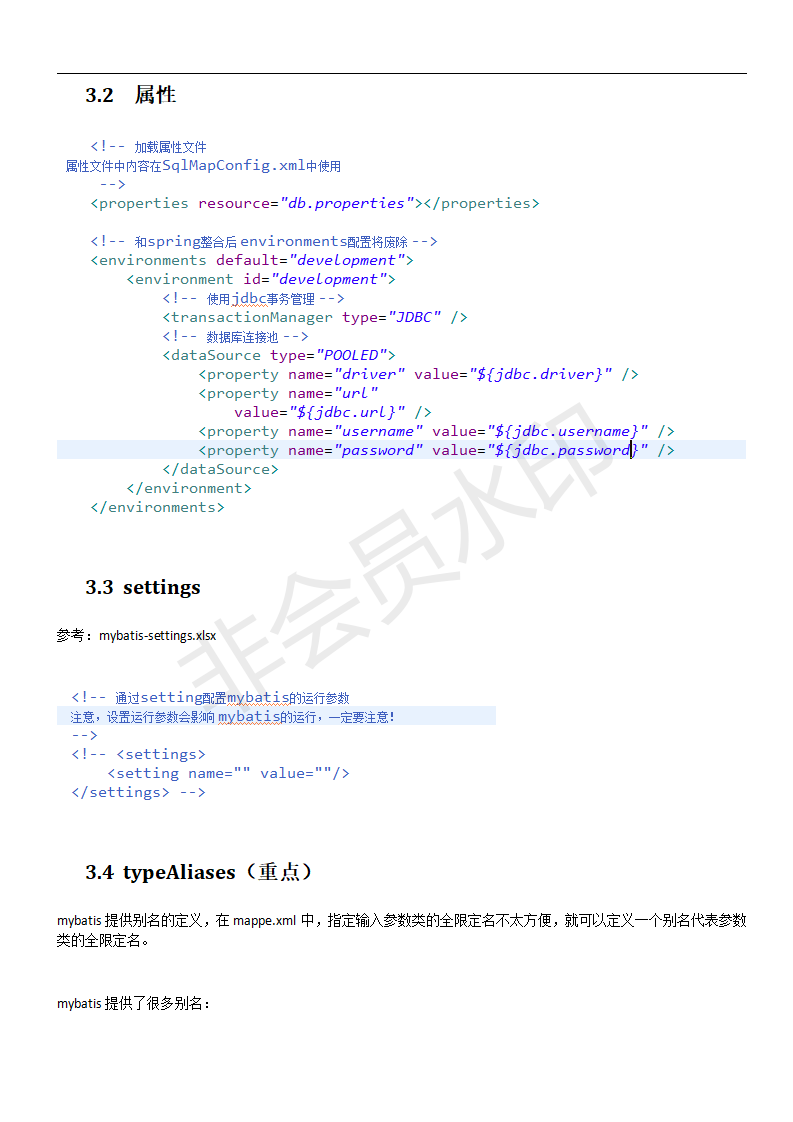 3.2 属性
<!-- 加载属性文件
属性文件中内容在SqlMapConfig.xml中使用
-->
<properties resource="db.properties"></properties>
<!-- 和spring整合后 environments配置将废除 -->
<environments default="development">
<environment id="development">
<!-- 使用jdbc事务管理 -->
<transactionManager type="JDBC" />
<!-- 数据库连接池 -->
<dataSource type="POOLED">
<property name="driver" value="${jdbc.driver}" />
<property name="url"
value="${jdbc.url}" />
<property name="username" value="${jdbc.username}" />
<property name="password" value="${jdbc.password}" />
</dataSource>
</environment>
</environments>
3.3 settings
参考：mybatis-settings.xlsx
<!-- 通过setting配置mybatis的运行参数
注意，设置运行参数会影响 mybatis的运行，一定要注意！
-->
<!-- <settings>
<setting name="" value=""/>
</settings> -->
3.4 typeAliases（重点）
mybatis 提供别名的定义，在 mappe.xml 中，指定输入参数类的全限定名不太方便，就可以定义一个别名代表参数
类的全限定名。
mybatis 提供了很多别名：
非会员水印